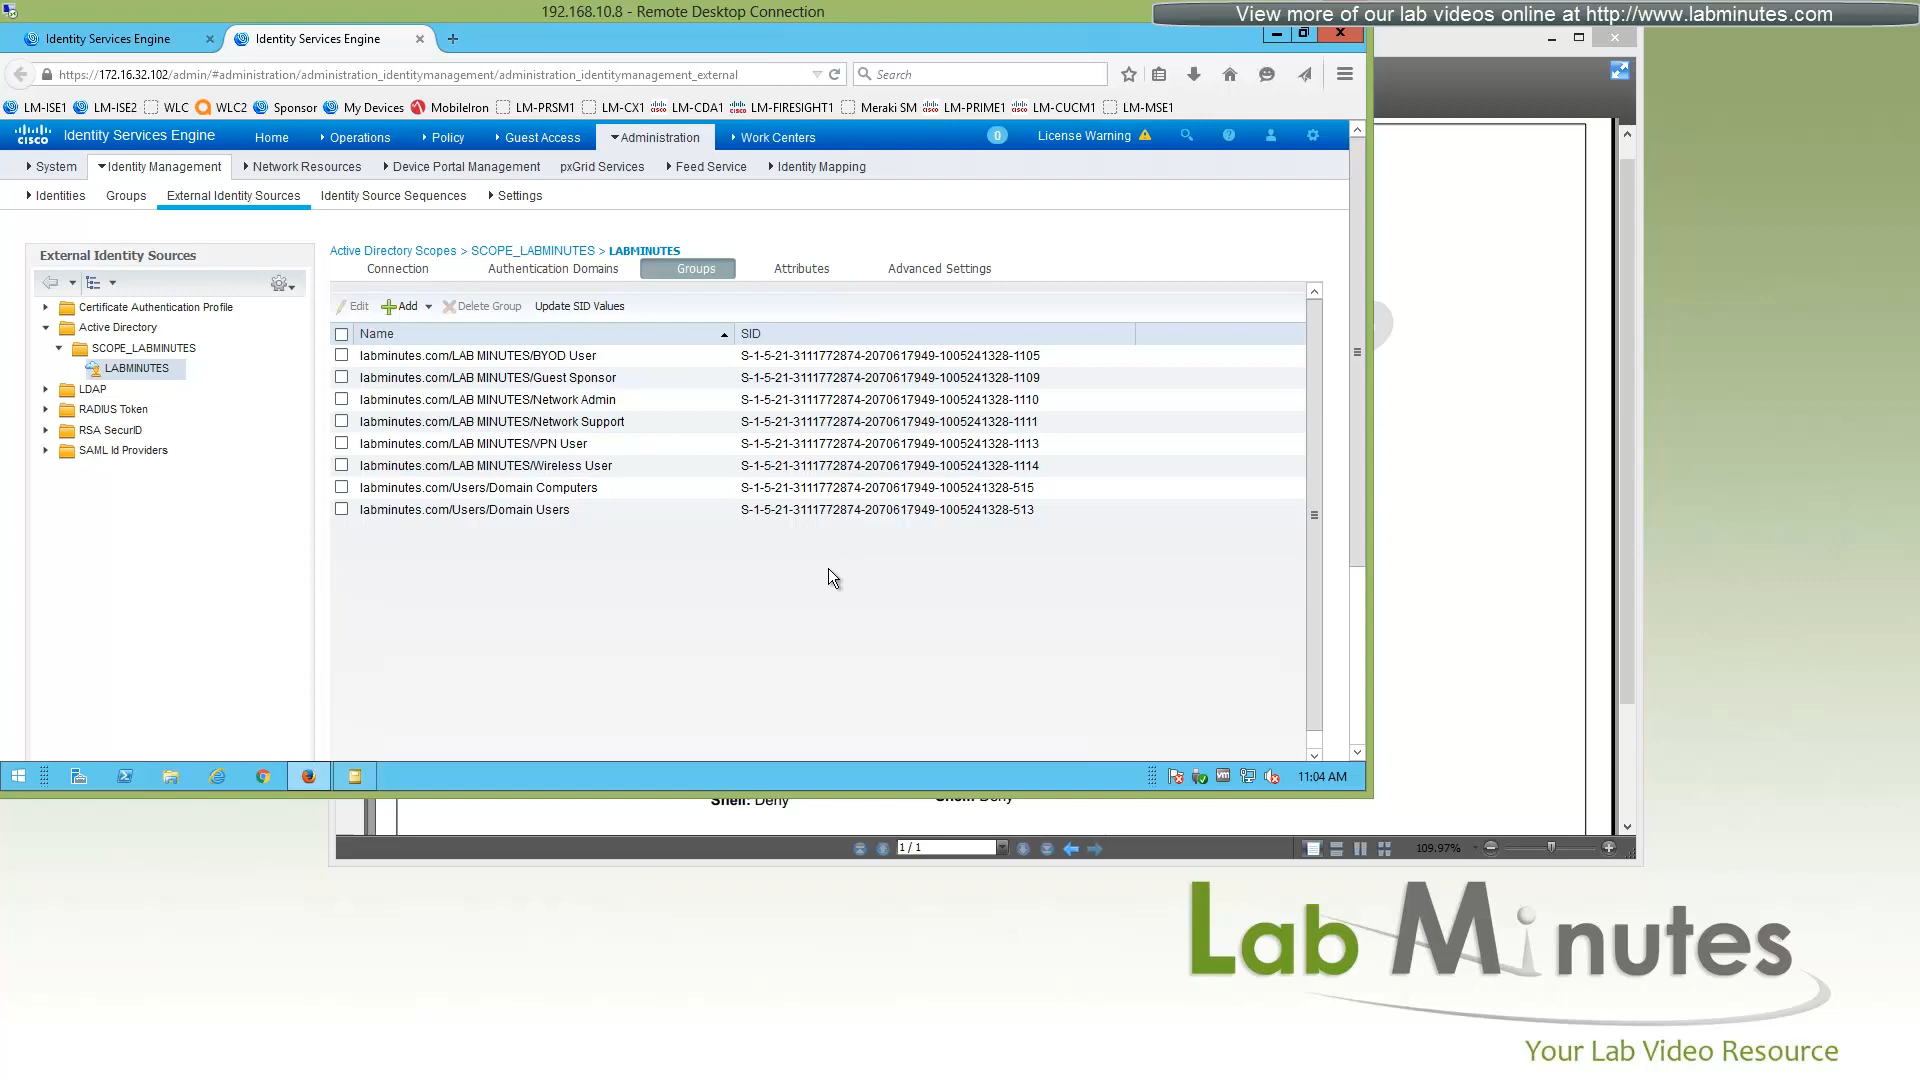 192.168.10.8 - Remote Desktop Connection
View more of our lab videos online at http://www.labminutes.com
Identity Services Engine
Identity Services Engine
https://172.16.32.102/admin/#administration/administration_identitymanagement/administration_identitymanagement_external
Search
LM-ISE1 LM-ISE2 WLC WLC2 Sponsor My Devices MobileIron LM-PRSM1 LM-CX1 LM-CDA1 LM-FIRESIGHT1 Meraki SM LM-PRIME1 LM-CUCM1 LM-MSE1
CISCO Identity Services Engine Home Operations Policy Guest Access Administration Work Centers 0 License Warning
System Identity Management Network Resources Device Portal Management pxGrid Services Feed Service Identity Mapping
Identities Groups External Identity Sources Identity Source Sequences Settings
External Identity Sources
Certificate Authentication Profile
Active Directory
SCOPE_LABMINUTES
LABMINUTES
LDAP
RADIUS Token
RSA SecurID
SAML Id Providers
Active Directory Scopes > SCOPE_LABMINUTES > LABMINUTES
Connection Authentication Domains Groups Attributes Advanced Settings
Edit Add Delete Group Update SID Values
Name SID
labminutes.com/LAB MINUTES/BYOD User S-1-5-21-3111772874-2070617949-1005241328-1105
labminutes.com/LAB MINUTES/Guest Sponsor S-1-5-21-3111772874-2070617949-1005241328-1109
labminutes.com/LAB MINUTES/Network Admin S-1-5-21-3111772874-2070617949-1005241328-1110
labminutes.com/LAB MINUTES/Network Support S-1-5-21-3111772874-2070617949-1005241328-1111
labminutes.com/LAB MINUTES/VPN User S-1-5-21-3111772874-2070617949-1005241328-1113
labminutes.com/LAB MINUTES/Wireless User S-1-5-21-3111772874-2070617949-1005241328-1114
labminutes.com/Users/Domain Computers S-1-5-21-3111772874-2070617949-1005241328-515
labminutes.com/Users/Domain Users S-1-5-21-3111772874-2070617949-1005241328-513
11:04 AM
Shell: Deny
1 / 1
109.97%
Lab Minutes
Your Lab Video Resource